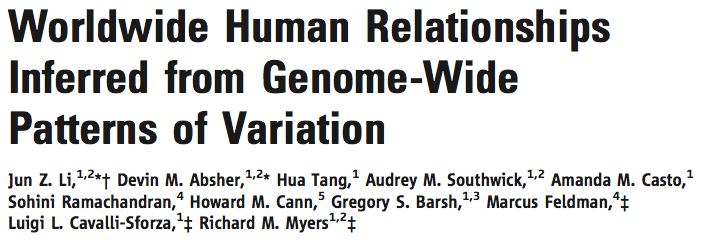 Worldwide Human Relationships
Inferred from Genome-Wide
Patterns of Variation
Jun Z. Li,1,2*† Devin M. Absher,1,2* Hua Tang,1 Audrey M. Southwick,1,2 Amanda M. Casto,1
Sohini Ramachandran,4 Howard M. Cann,5 Gregory S. Barsh,1,3 Marcus Feldman,4‡
Luigi L. Cavalli-Sforza,1‡ Richard M. Myers1,2‡